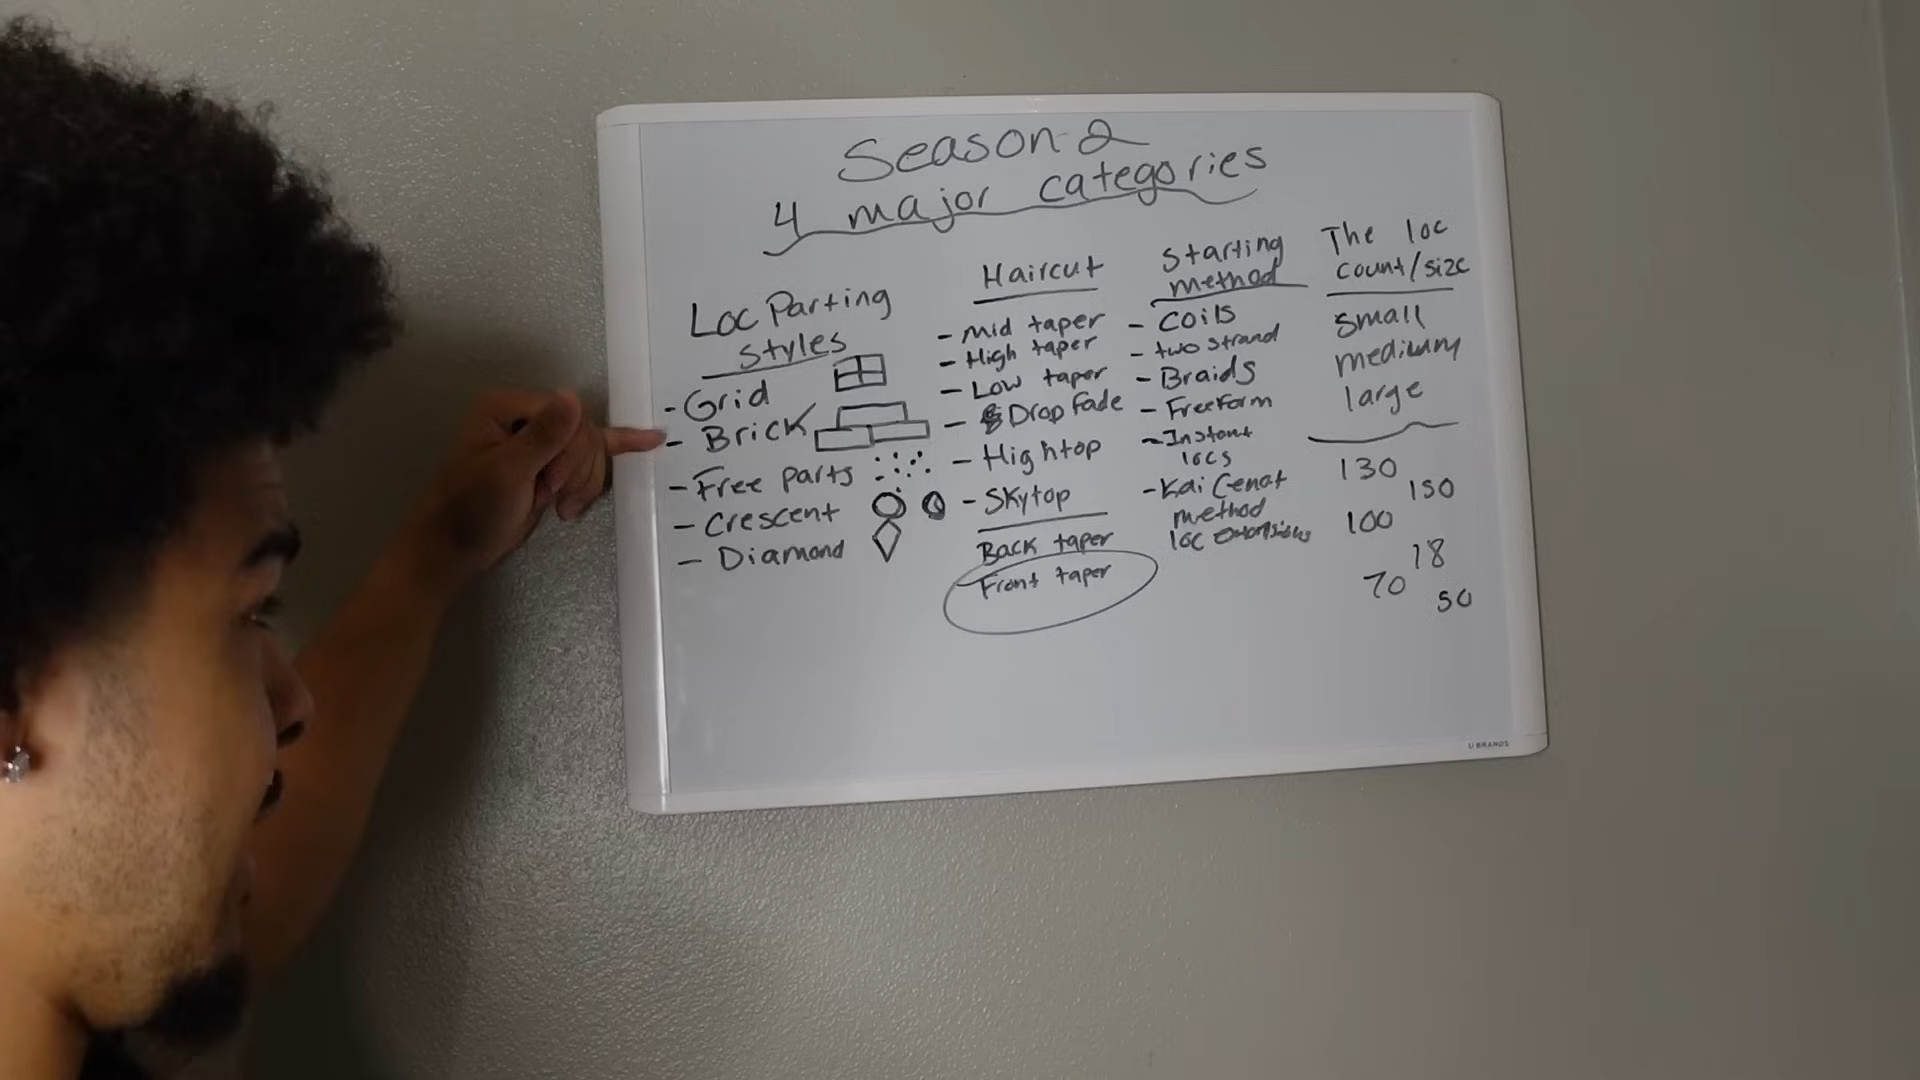 Season 2
4 major categories
Loc Parting
Styles
- Grid
- Brick
- Free parts
- Crescent
- Diamond
Haircut
- Mid taper
- High taper
- Low taper
- Drop fade
- Hightop
- Skytop
Back taper
Front taper
Starting
method
- Coils
- two strand
- Braids
- Freeform
- Instant
locs
- Kai Cenat
method
loc
The loc
count/size
small
medium
large
130
150
100
18
70
50
U BRANDS